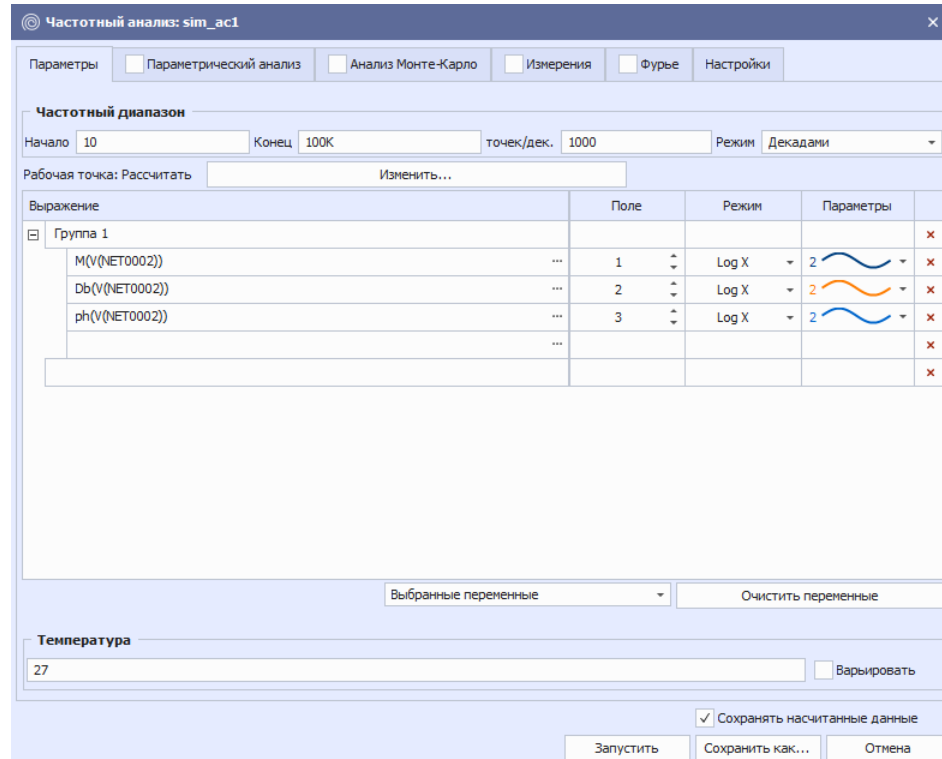 Частотный анализ: sim_ac1
Параметры Параметрический анализ Анализ Монте-Карло Измерения Фурье Настройки
Частотный диапазон
Начало 10 Конец 100K точек/дек. 1000 Режим Декадами
Рабочая точка: Рассчитать Изменить...
Выражение Поле Режим Параметры
Группа 1
M(V(NET0002)) ... 1 Log X 2
Db(V(NET0002)) ... 2 Log X 2
ph(V(NET0002)) ... 3 Log X 2
...
Выбранные переменные Очистить переменные
Температура
27 Варьировать
Сохранять насчитанные данные
Запустить Сохранить как... Отмена